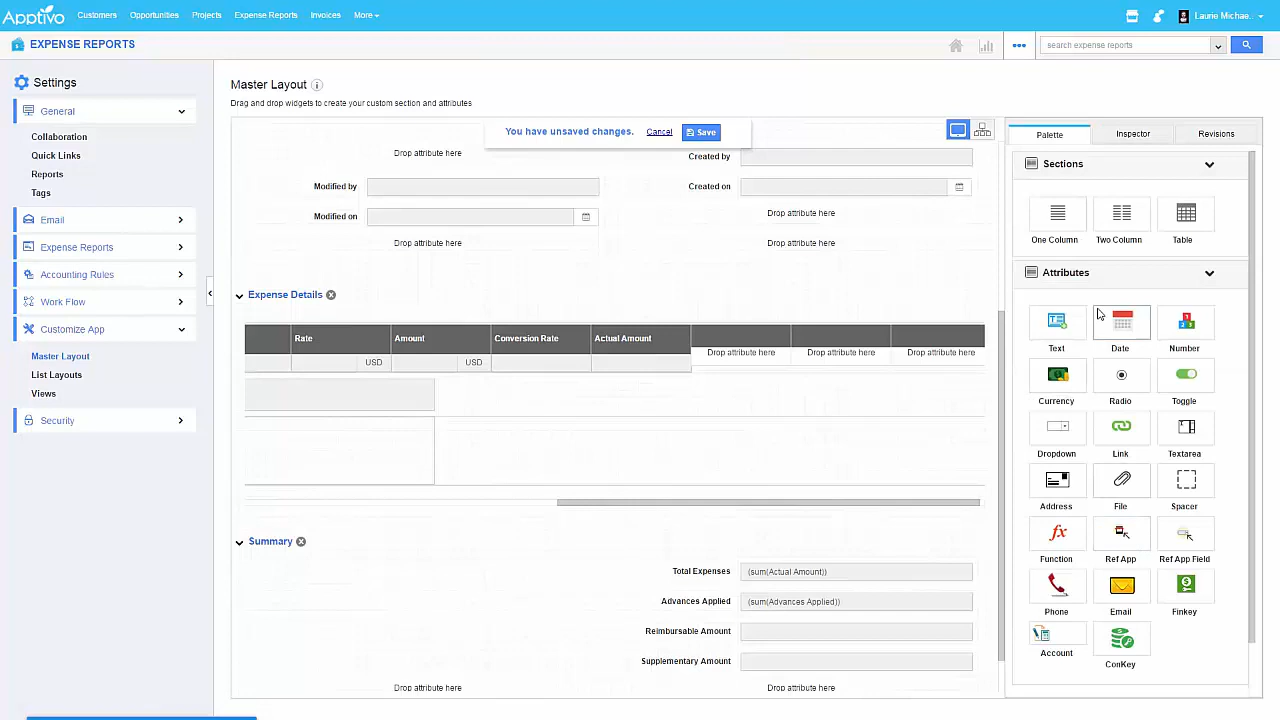 Apptivo
Customers Opportunities Projects Expense Reports Invoices More
Laurie Michae..
EXPENSE REPORTS
search expense reports
Settings
General
Collaboration
Quick Links
Reports
Tags
Email
Expense Reports
Accounting Rules
Work Flow
Customize App
Master Layout
List Layouts
Views
Security
Master Layout
Drag and drop widgets to create your custom section and attributes
You have unsaved changes. Cancel Save
Drop attribute here
Created by
Modified by
Created on
Modified on
Drop attribute here
Drop attribute here
Drop attribute here
Expense Details
Rate Amount Conversion Rate Actual Amount
Drop attribute here Drop attribute here Drop attribute here
USD USD
Summary
Total Expenses (sum(Actual Amount))
Advances Applied (sum(Advances Applied))
Reimbursable Amount
Supplementary Amount
Drop attribute here Drop attribute here
Palette Inspector Revisions
Sections
One Column Two Column Table
Attributes
Text Date Number
Currency Radio Toggle
Dropdown Link Textarea
Address File Spacer
fx
Function Ref App Ref App Field
Phone Email Finkey
Account ConKey